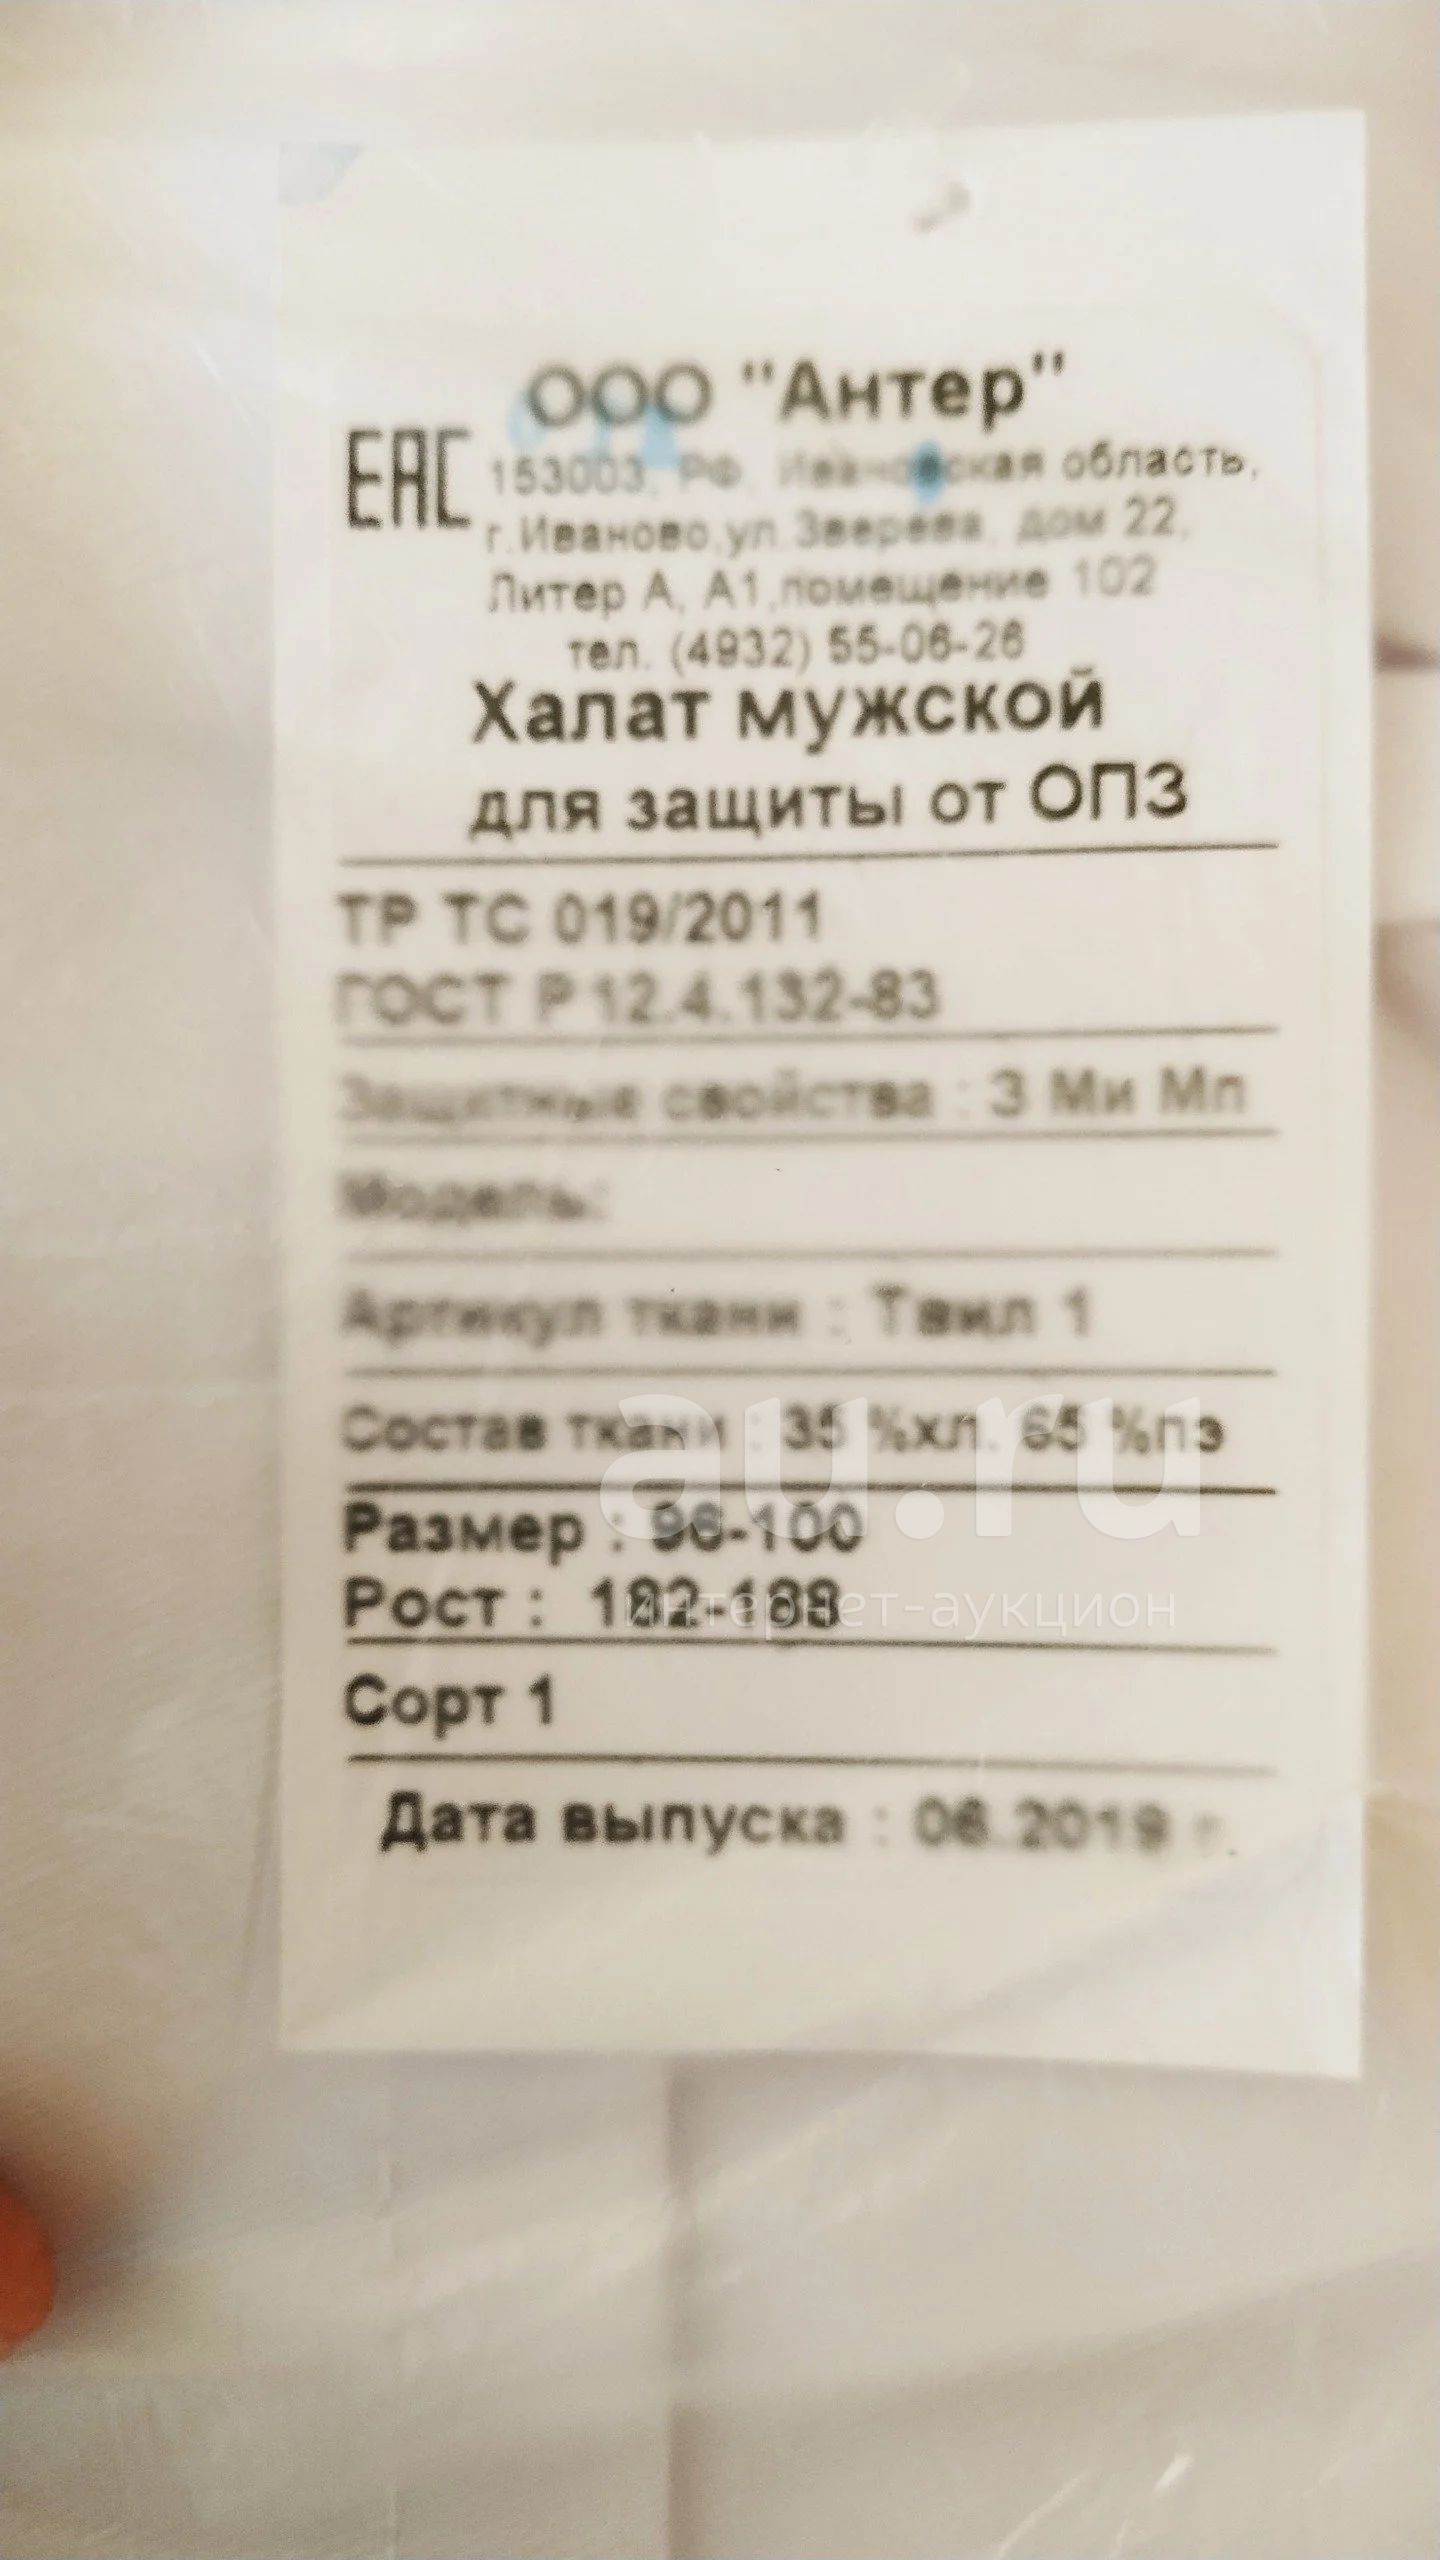 ООО "Антер"
ЕАС
153003, РФ, Ивановская область,
г.Иваново,ул.Зверева, дом 22,
Литер А, А1,помещение 102
тел. (4932) 55-06-26
Халат мужской
для защиты от ОПЗ
ТР ТС 019/2011
ГОСТ Р 12.4.132-83
Защитные свойства : З Ми Мп
Модель:
Артикул ткани : Твил 1
Состав ткани : 35 %хл. 65 %пэ
au.ru
Размер : 96-100
Рост : 182-188
интернет-аукцион
Сорт 1
Дата выпуска : 06.2019 г.